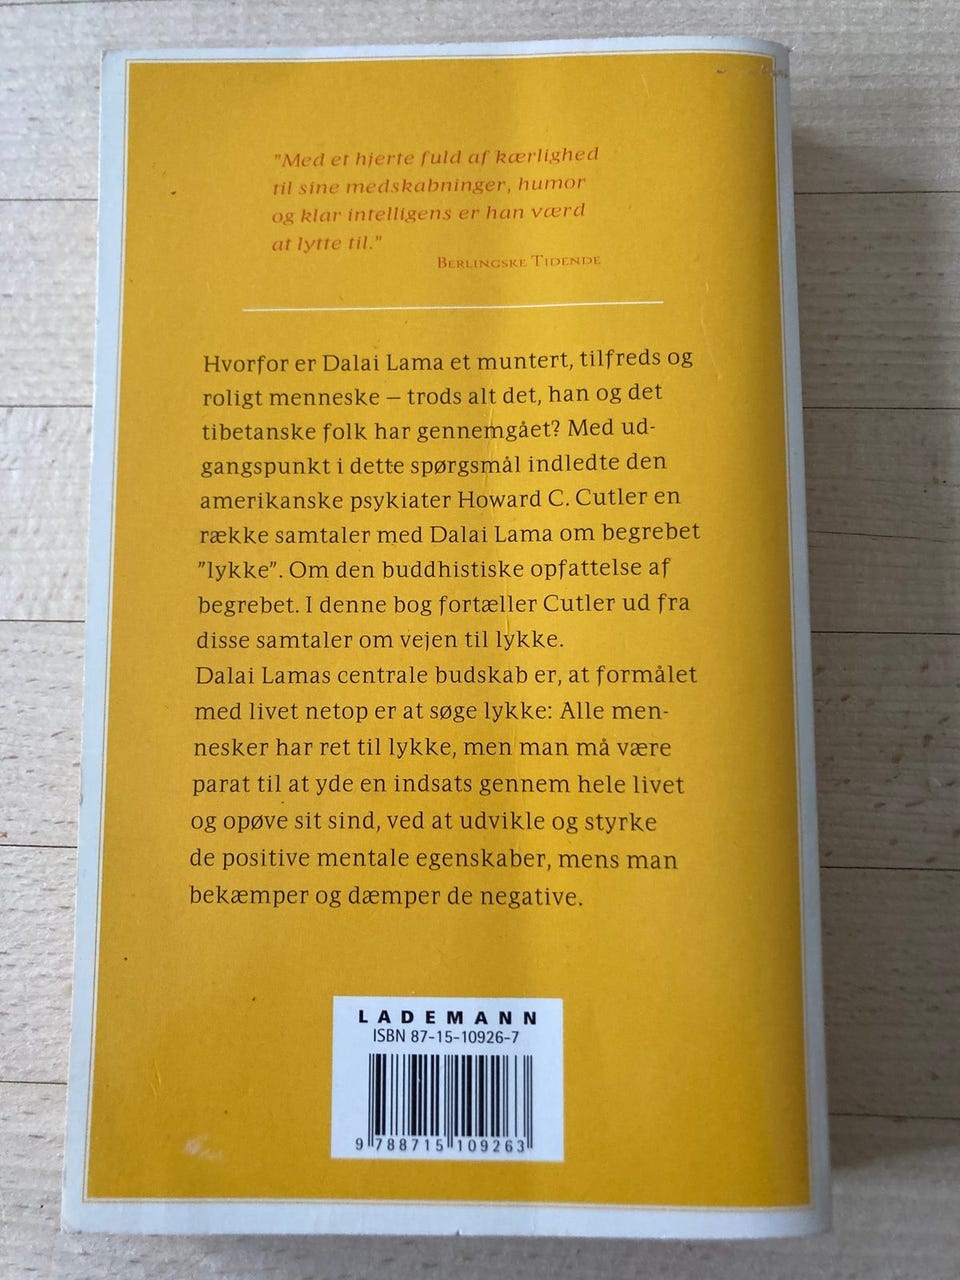 "Med et hjerte fuld af kærlighed
til sine medskabninger, humor
og klar intelligens er han værd
at lytte til."
BERLINGSKE TIDENDE
Hvorfor er Dalai Lama et muntert, tilfreds og
roligt menneske – trods alt det, han og det
tibetanske folk har gennemgået? Med ud-
gangspunkt i dette spørgsmål indledte den
amerikanske psykiater Howard C. Cutler en
række samtaler med Dalai Lama om begrebet
"lykke". Om den buddhistiske opfattelse af
begrebet. I denne bog fortæller Cutler ud fra
disse samtaler om vejen til lykke.
Dalai Lamas centrale budskab er, at formålet
med livet netop er at søge lykke: Alle men-
nesker har ret til lykke, men man må være
parat til at yde en indsats gennem hele livet
og opøve sit sind, ved at udvikle og styrke
de positive mentale egenskaber, mens man
bekæmper og dæmper de negative.
LADEMANN
ISBN 87-15-10926-7
9 788715 109263